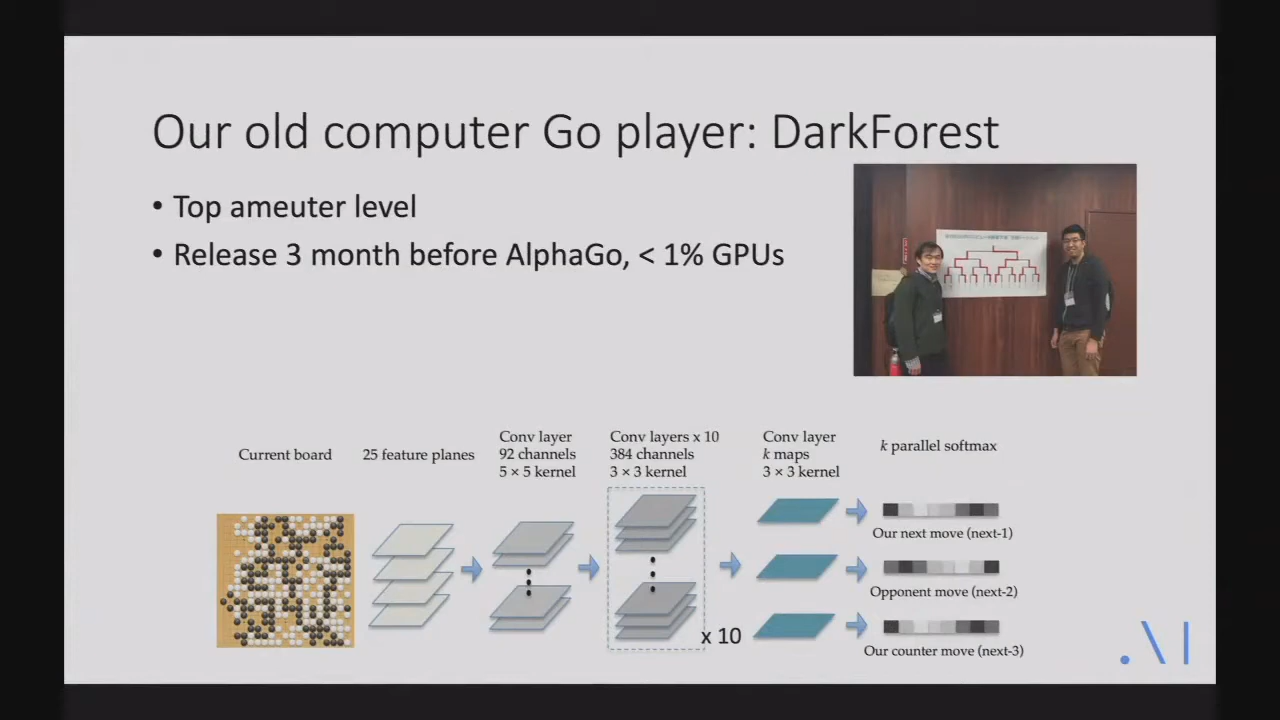 Our old computer Go player: DarkForest
• Top ameuter level
• Release 3 month before AlphaGo, < 1% GPUs
Current board
25 feature planes
Conv layer
92 channels
5 × 5 kernel
Conv layers x 10
384 channels
3 × 3 kernel
Conv layer
k maps
3 × 3 kernel
k parallel softmax
Our next move (next-1)
Opponent move (next-2)
x 10
Our counter move (next-3)
.AI